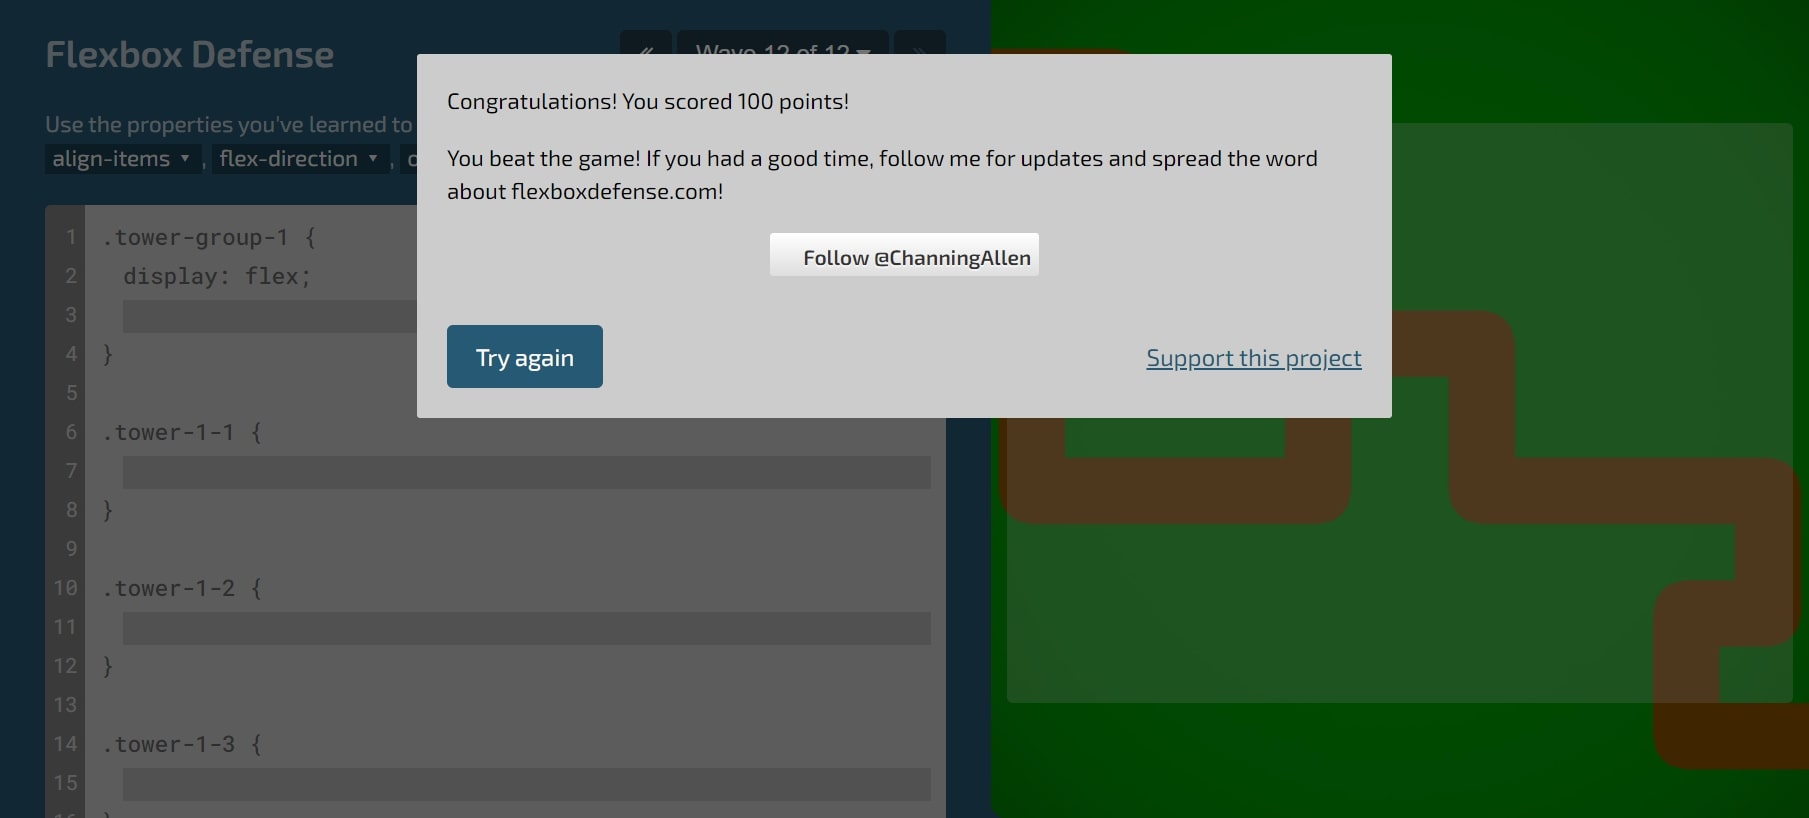 Flexbox Defense
« Wave 12 of 12 »
Use the properties you've learned to
align-items , flex-direction ,
Congratulations! You scored 100 points!
You beat the game! If you had a good time, follow me for updates and spread the word
about flexboxdefense.com!
Follow @ChanningAllen
Try again
Support this project
1 .tower-group-1 {
2 display: flex;
3
4 }
5
6 .tower-1-1 {
7
8 }
9
10 .tower-1-2 {
11
12 }
13
14 .tower-1-3 {
15